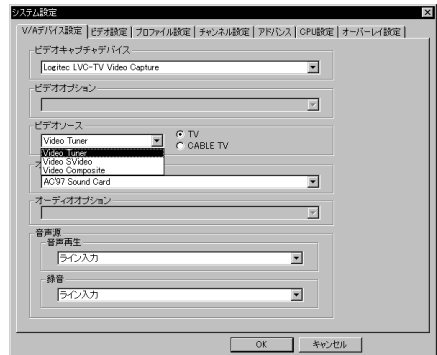 システム設定
V/Aデバイス設定 ビデオ設定 プロファイル設定 チャンネル設定 アドバンス CPU設定 オーバーレイ設定
ビデオキャプチャデバイス
Logitec LVC-TV Video Capture
ビデオオプション
ビデオソース
Video Tuner
TV
CABLE TV
Video Tuner
Video SVideo
Video Composite
AC'97 Sound Card
オーディオオプション
音声源
音声再生
ライン入力
録音
ライン入力
OK キャンセル